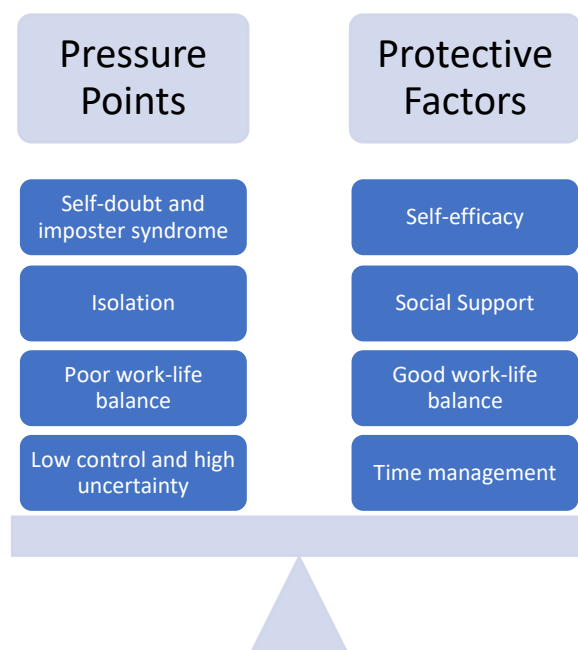 Pressure
Points
Protective
Factors
Self-doubt and
imposter syndrome
Self-efficacy
Isolation
Social Support
Poor work-life
balance
Good work-life
balance
Low control and high
uncertainty
Time management